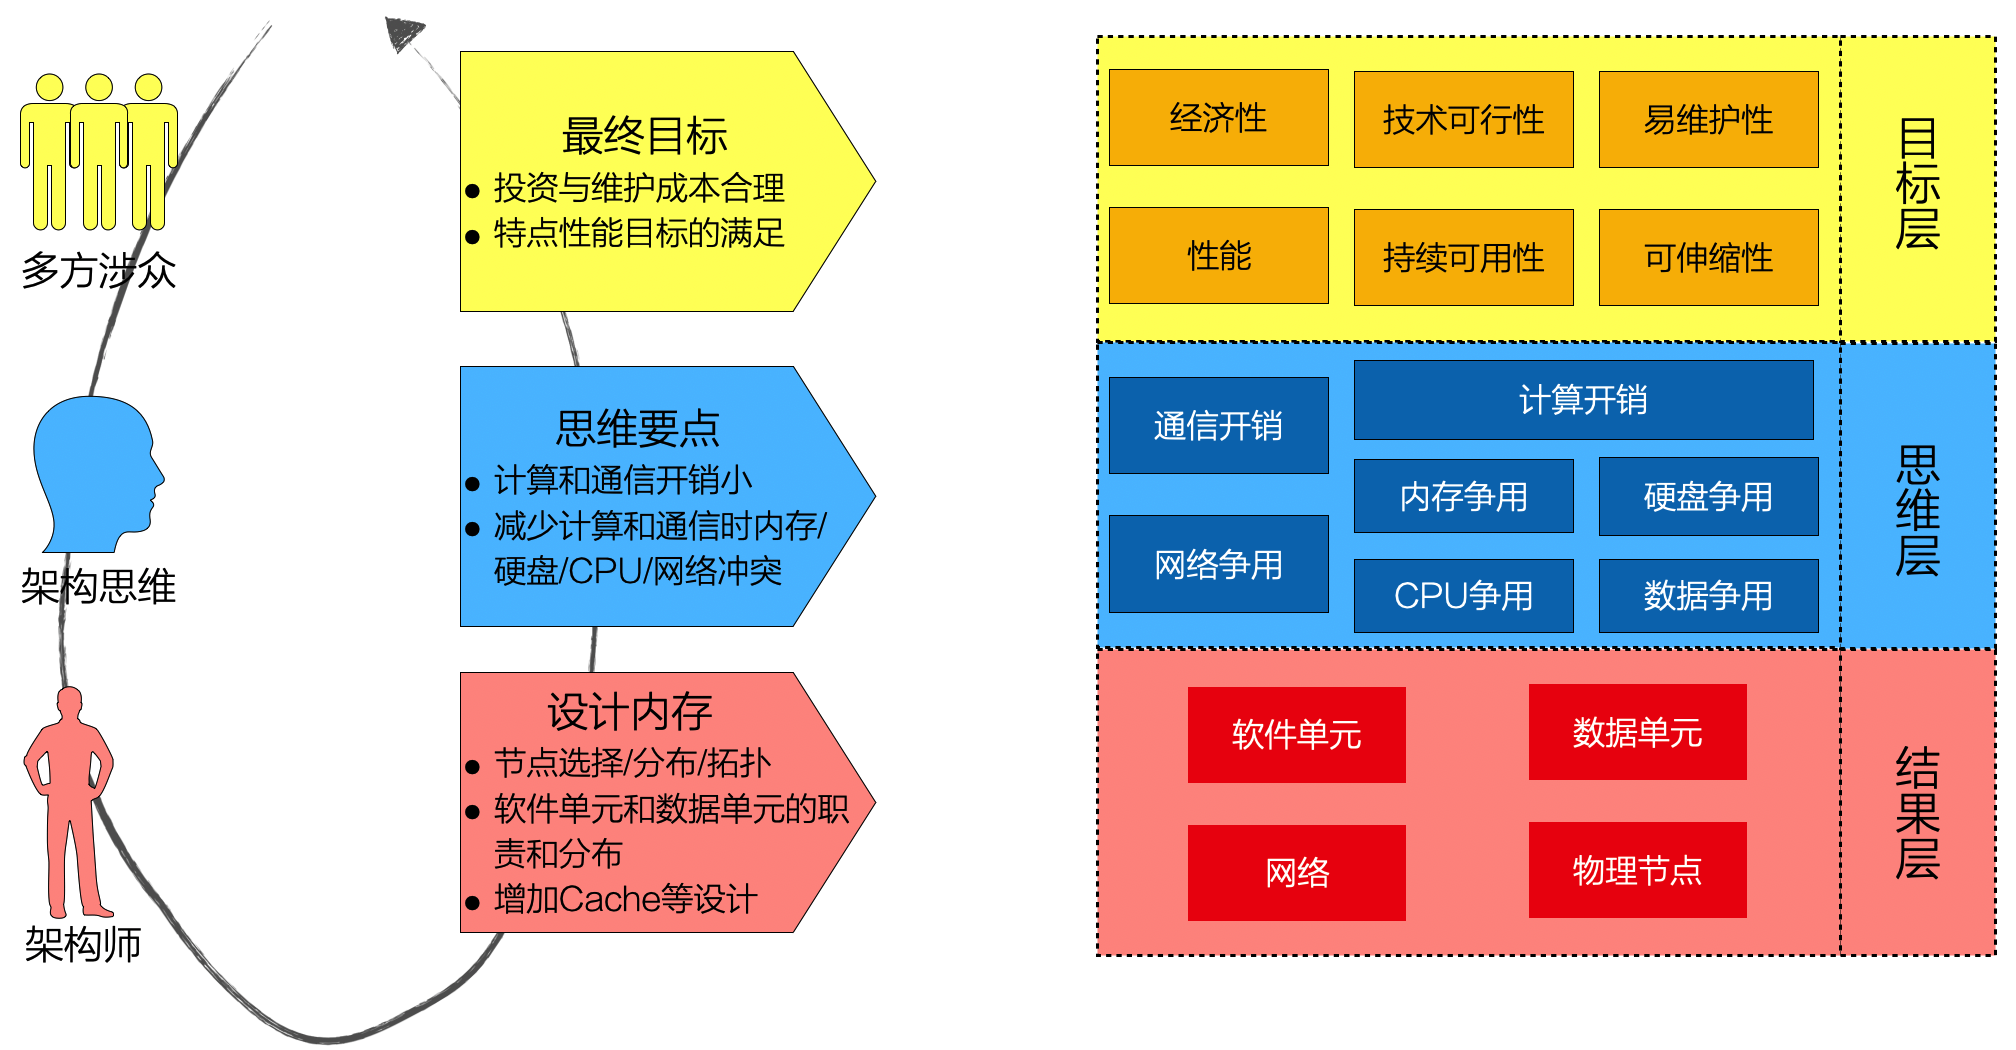 多方涉众
架构思维
架构师
最终目标
● 投资与维护成本合理
● 特点性能目标的满足
思维要点
● 计算和通信开销小
● 减少计算和通信时内存/
硬盘/CPU/网络冲突
设计内存
● 节点选择/分布/拓扑
● 软件单元和数据单元的职
责和分布
● 增加Cache等设计
经济性
技术可行性
易维护性
性能
持续可用性
可伸缩性
目标层
通信开销
计算开销
内存争用
硬盘争用
网络争用
CPU争用
数据争用
思维层
软件单元
数据单元
网络
物理节点
结果层